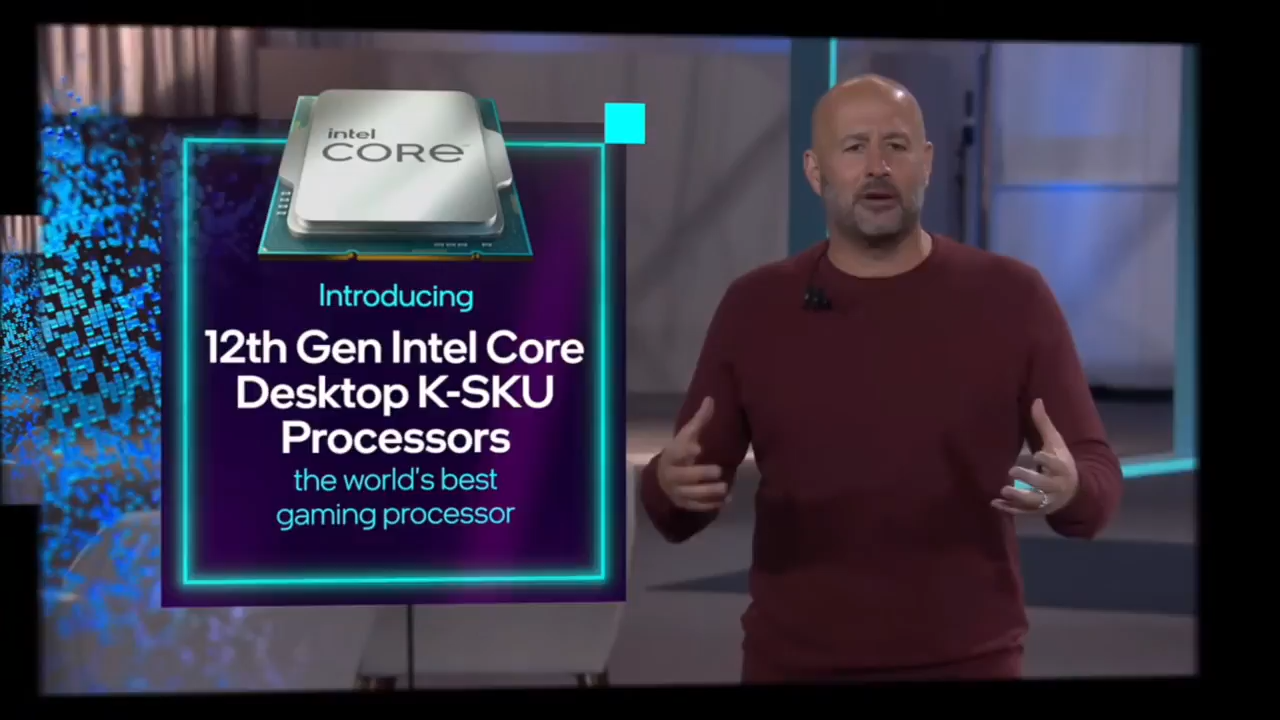 intel
CORE
Introducing
12th Gen Intel Core
Desktop K-SKU
Processors
the world's best
gaming processor